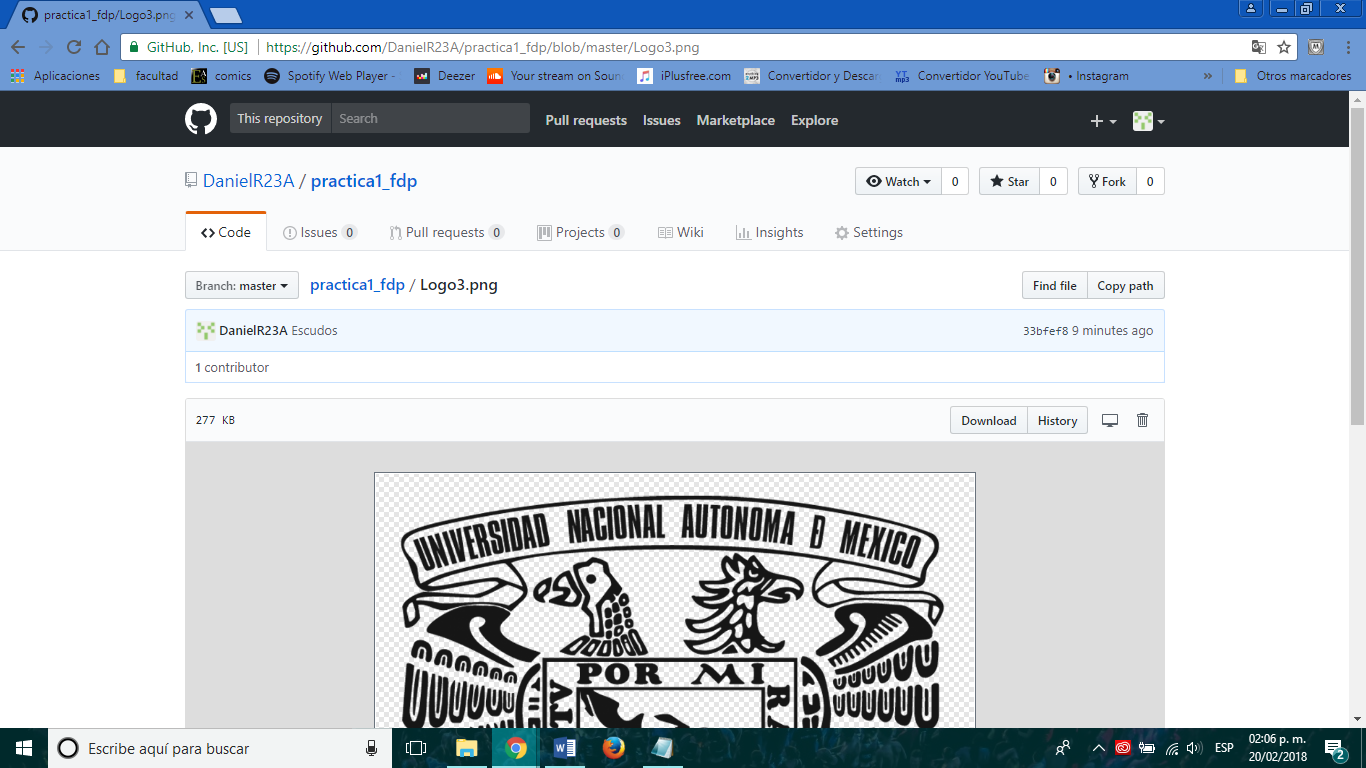 practica1_fdp/Logo3.png
GitHub, Inc. [US] https://github.com/DanielR23A/practica1_fdp/blob/master/Logo3.png
Aplicaciones facultad comics Spotify Web Player - Deezer Your stream on Soun iPlusfree.com Convertidor y Descar Convertidor YouTube • Instagram » Otros marcadores
This repository Search Pull requests Issues Marketplace Explore
DanielR23A / practica1_fdp Watch 0 Star 0 Fork 0
Code Issues 0 Pull requests 0 Projects 0 Wiki Insights Settings
Branch: master practica1_fdp / Logo3.png Find file Copy path
DanielR23A Escudos 33bfef8 9 minutes ago
1 contributor
277 KB Download History
UNIVERSIDAD NACIONAL AUTONOMA Đ MEXICO
POR MI
RA
Escribe aquí para buscar ESP 02:06 p. m.
20/02/2018 2